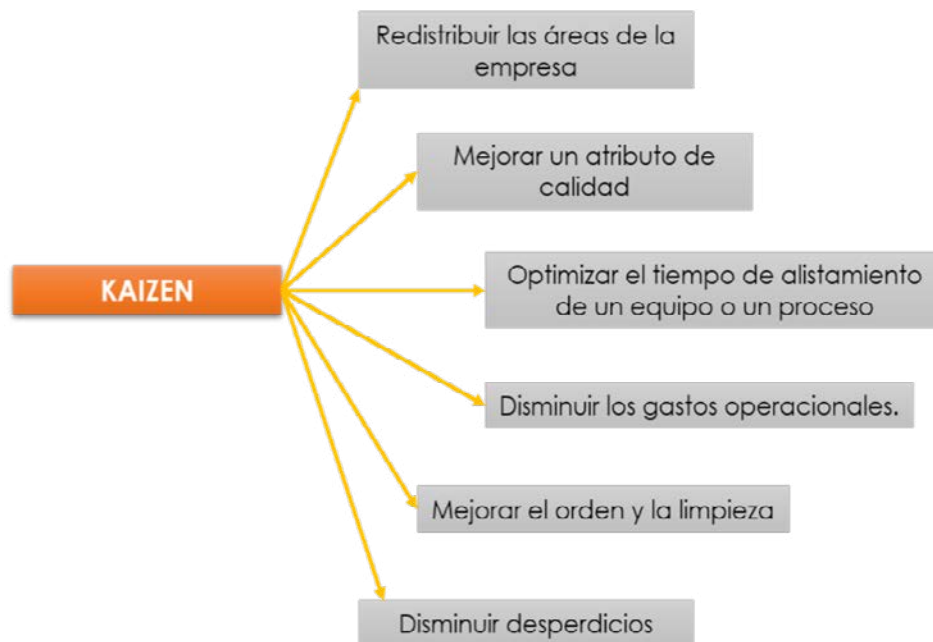 Redistribuir las áreas de la
empresa
Mejorar un atributo de
calidad
KAIZEN
Optimizar el tiempo de alistamiento
de un equipo o un proceso
Disminuir los gastos operacionales.
Mejorar el orden y la limpieza
Disminuir desperdicios